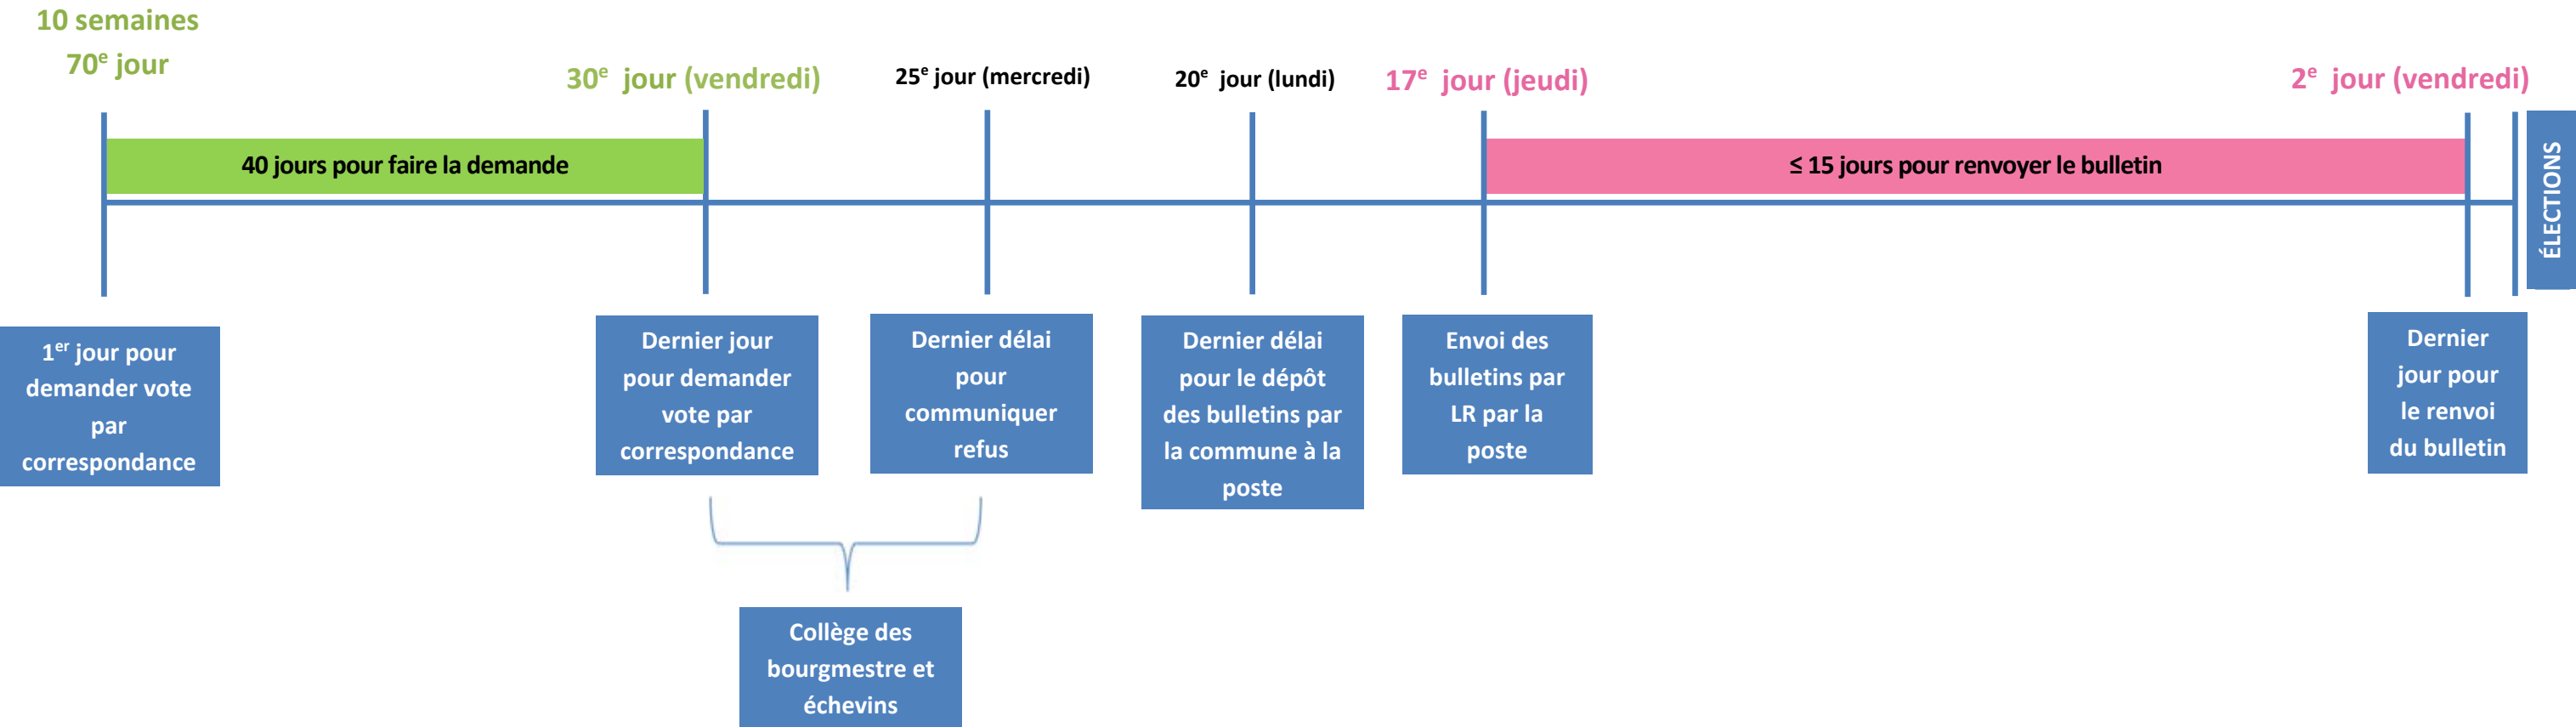 10 semaines
70e jour
30e jour (vendredi)
25e jour (mercredi)
20e jour (lundi)
17e jour (jeudi)
2e jour (vendredi)
40 jours pour faire la demande
≤ 15 jours pour renvoyer le bulletin
ÉLECTIONS
1er jour pour
demander vote
par
correspondance
Dernier jour
pour demander
vote par
correspondance
Dernier délai
pour
communiquer
refus
Dernier délai
pour le dépôt
des bulletins par
la commune à la
poste
Envoi des
bulletins par
LR par la
poste
Dernier
jour pour
le renvoi
du bulletin
Collège des
bourgmestre et
échevins